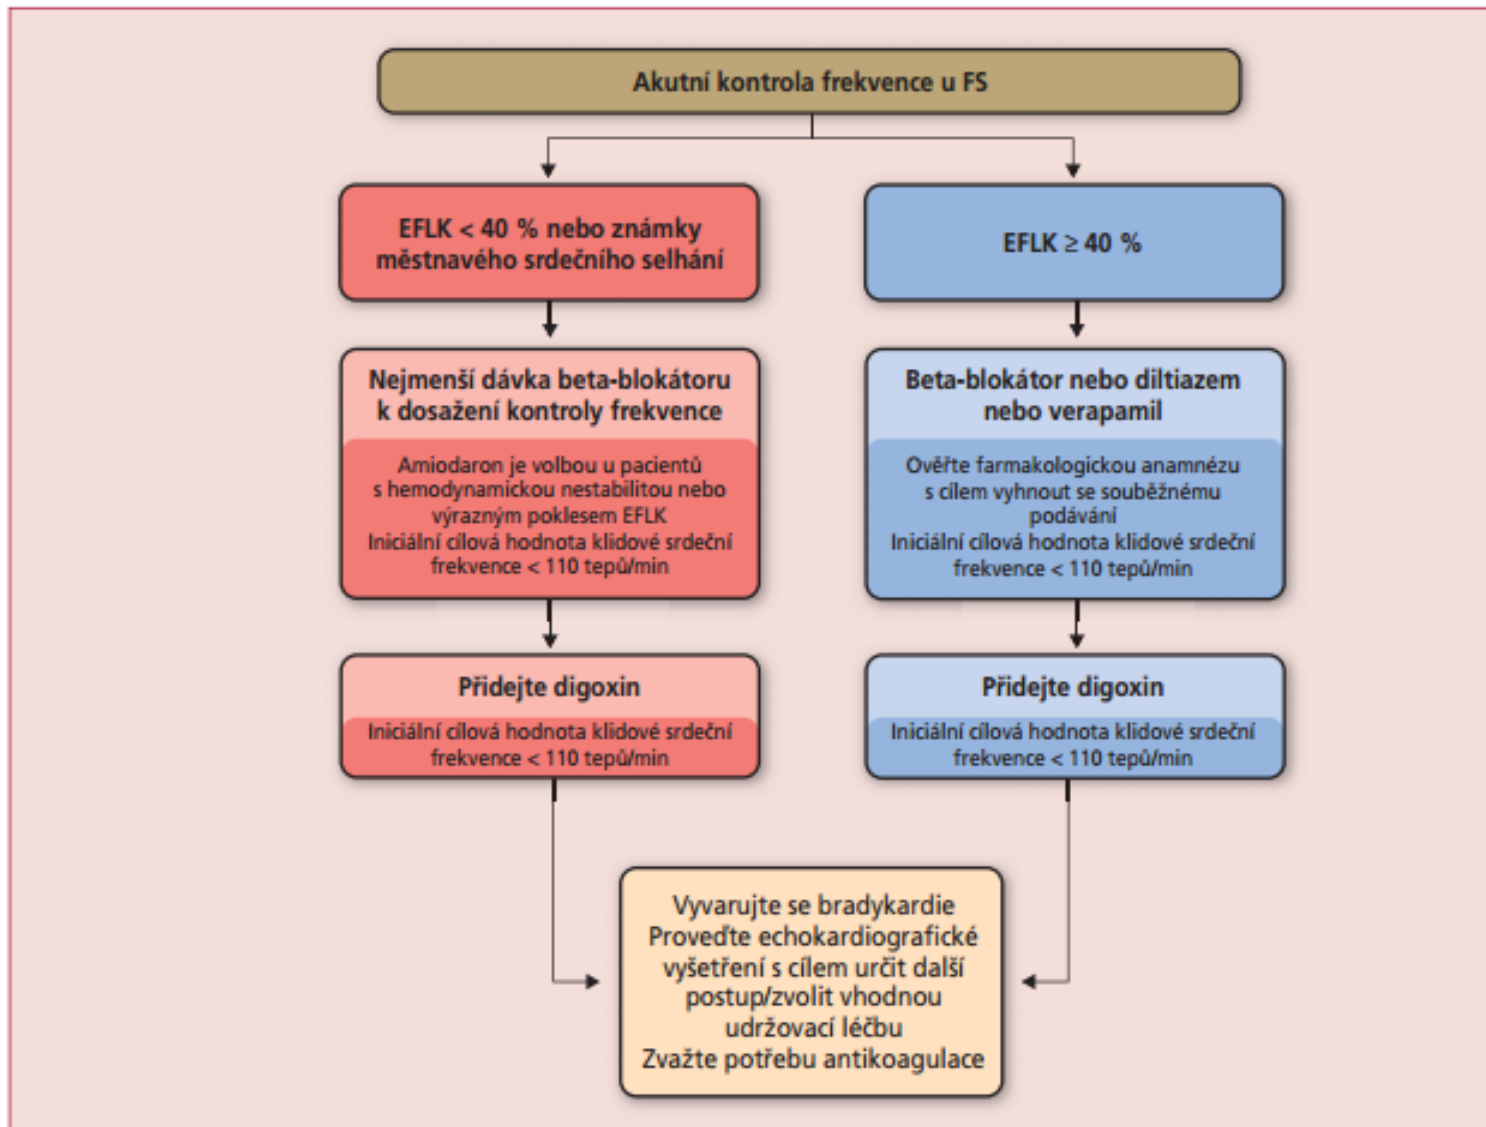 Akutní kontrola frekvence u FS
EFLK < 40 % nebo známky
městnavého srdečního selhání
Nejmenší dávka beta-blokátoru
k dosažení kontroly frekvence
Amiodaron je volbou u pacientů
s hemodynamickou nestabilitou nebo
výrazným poklesem EFLK
Iniciální cílová hodnota klidové srdeční
frekvence < 110 tepů/min
Přidejte digoxin
Iniciální cílová hodnota klidové srdeční
frekvence < 110 tepů/min
EFLK ≥ 40 %
Beta-blokátor nebo diltiazem
nebo verapamil
Ověřte farmakologickou anamnézu
s cílem vyhnout se souběžnému
podávání
Iniciální cílová hodnota klidové srdeční
frekvence < 110 tepů/min
Přidejte digoxin
Iniciální cílová hodnota klidové srdeční
frekvence < 110 tepů/min
Vyvarujte se bradykardie
Proveďte echokardiografické
vyšetření s cílem určit další
postup/zvolit vhodnou
udržovací léčbu
Zvažte potřebu antikoagulace